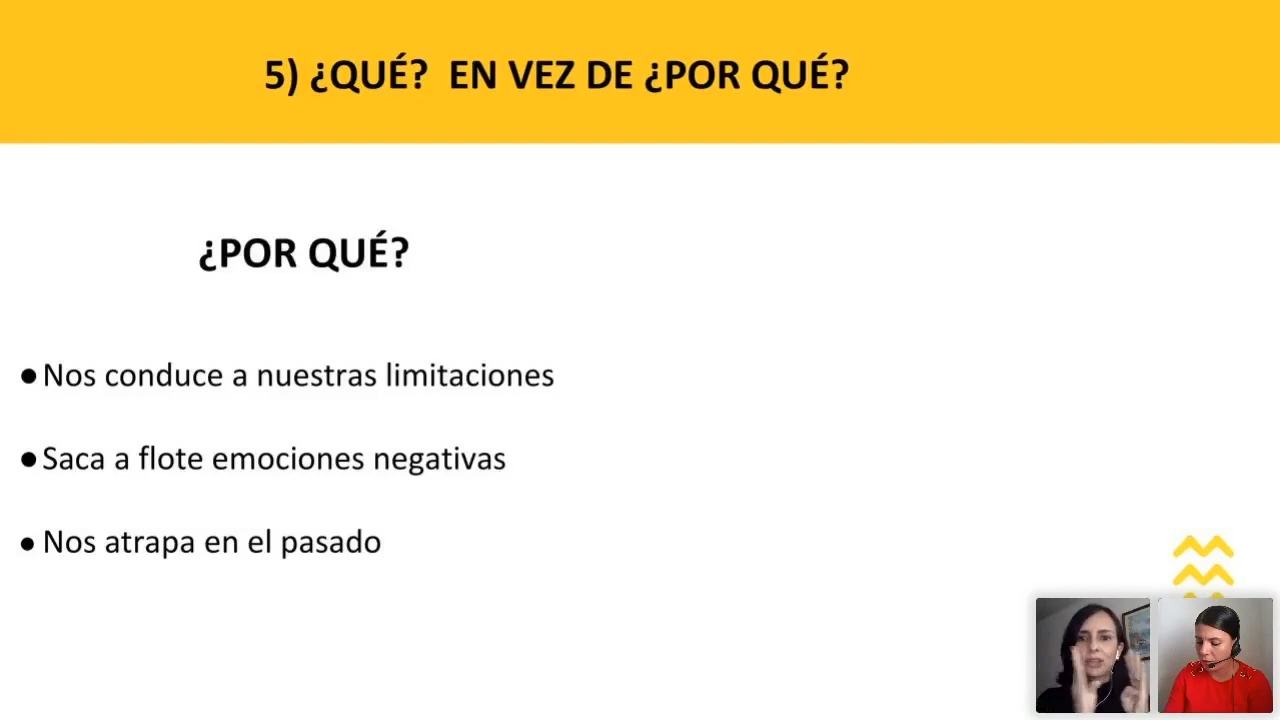 5) ¿QUÉ?  EN VEZ DE ¿POR QUÉ?
¿POR QUÉ?
● Nos conduce a nuestras limitaciones
● Saca a flote emociones negativas
● Nos atrapa en el pasado